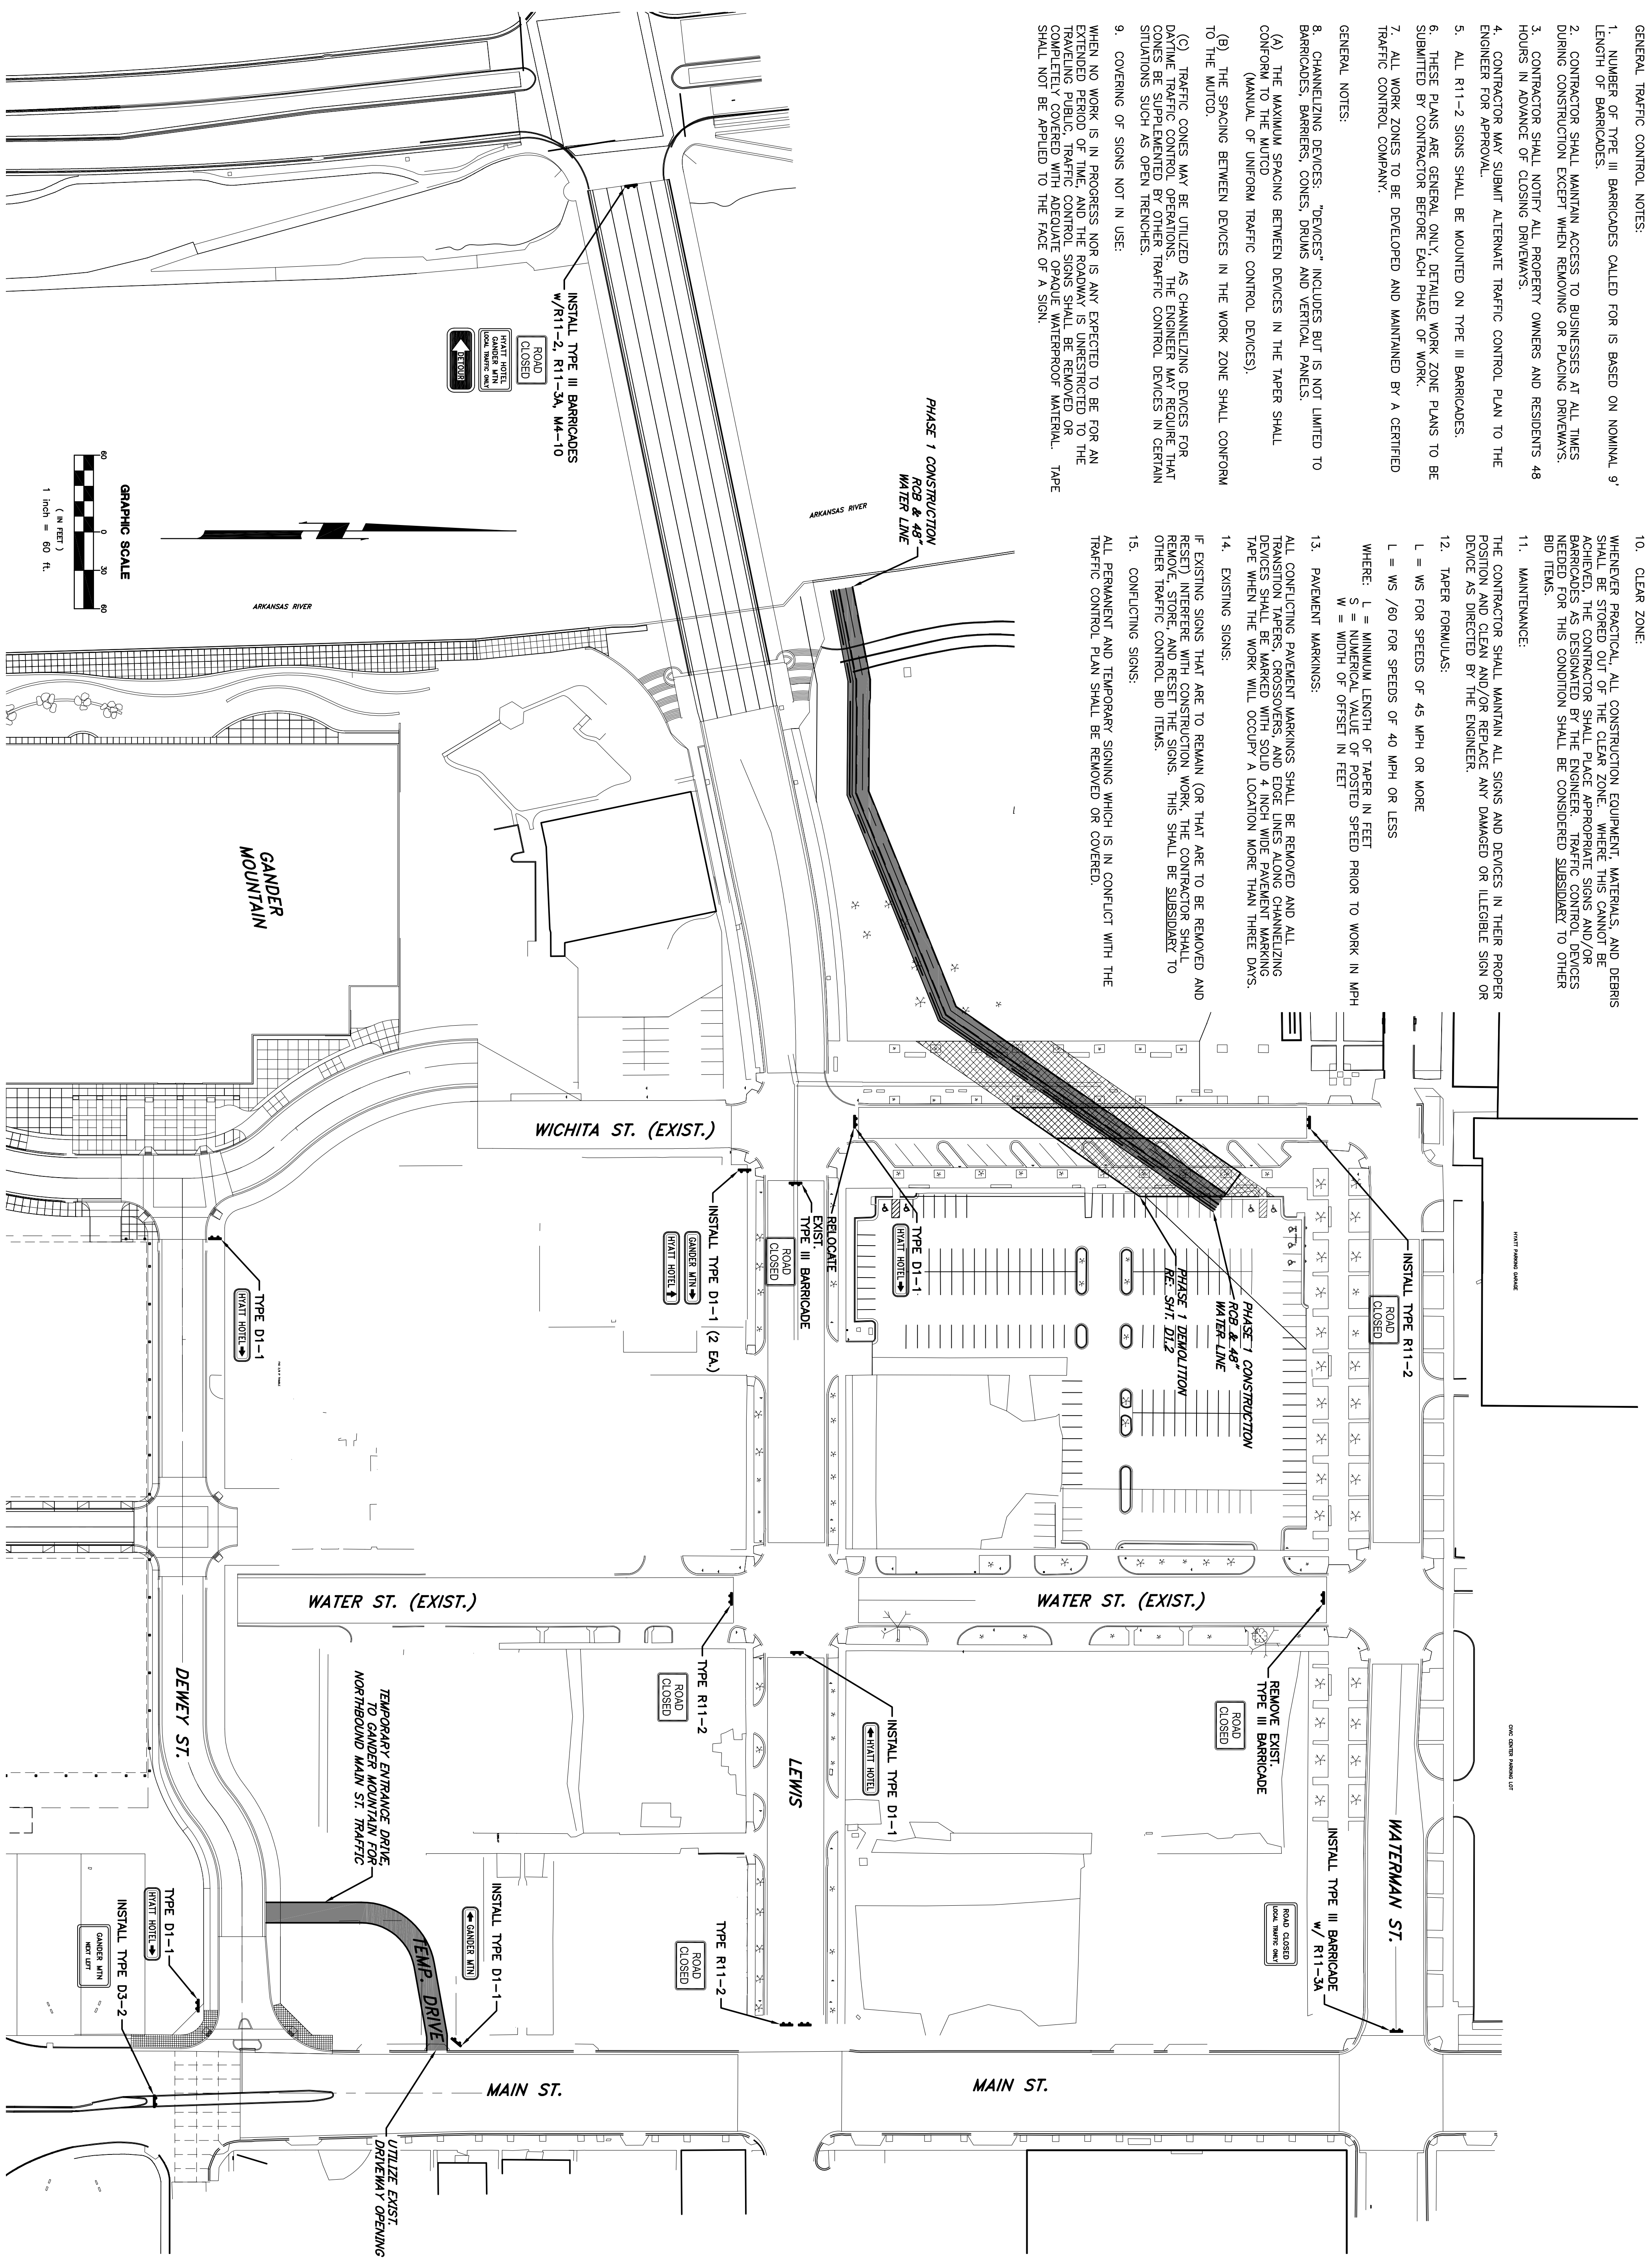 GENERAL TRAFFIC CONTROL NOTES:
1. NUMBER OF TYPE III BARRICADES CALLED FOR IS BASED ON NOMINAL 9'
LENGTH OF BARRICADES.
2. CONTRACTOR SHALL MAINTAIN ACCESS TO BUSINESSES AT ALL TIMES
DURING CONSTRUCTION EXCEPT WHEN REMOVING OR PLACING DRIVEWAYS.
3. CONTRACTOR SHALL NOTIFY ALL PROPERTY OWNERS AND RESIDENTS 48
HOURS IN ADVANCE OF CLOSING DRIVEWAYS.
4. CONTRACTOR MAY SUBMIT ALTERNATE TRAFFIC CONTROL PLAN TO THE
ENGINEER FOR APPROVAL.
5. ALL R11-2 SIGNS SHALL BE MOUNTED ON TYPE III BARRICADES.
6. THESE PLANS ARE GENERAL ONLY, DETAILED WORK ZONE PLANS TO BE
SUBMITTED BY CONTRACTOR BEFORE EACH PHASE OF WORK.
7. ALL WORK ZONES TO BE DEVELOPED AND MAINTAINED BY A CERTIFIED
TRAFFIC CONTROL COMPANY.
GENERAL NOTES:
8. CHANNELIZING DEVICES: "DEVICES" INCLUDES BUT IS NOT LIMITED TO
BARRICADES, BARRIERS, CONES, DRUMS AND VERTICAL PANELS.
(A) THE MAXIMUM SPACING BETWEEN DEVICES IN THE TAPER SHALL
CONFORM TO THE MUTCD
(MANUAL OF UNIFORM TRAFFIC CONTROL DEVICES).
(B) THE SPACING BETWEEN DEVICES IN THE WORK ZONE SHALL CONFORM
TO THE MUTCD.
(C) TRAFFIC CONES MAY BE UTILIZED AS CHANNELIZING DEVICES FOR
DAYTIME TRAFFIC CONTROL OPERATIONS. THE ENGINEER MAY REQUIRE THAT
CONES BE SUPPLEMENTED BY OTHER TRAFFIC CONTROL DEVICES IN CERTAIN
SITUATIONS SUCH AS OPEN TRENCHES.
9. COVERING OF SIGNS NOT IN USE:
WHEN NO WORK IS IN PROGRESS NOR IS ANY EXPECTED TO BE FOR AN
EXTENDED PERIOD OF TIME, AND THE ROADWAY IS UNRESTRICTED TO THE
TRAVELING PUBLIC, TRAFFIC CONTROL SIGNS SHALL BE REMOVED OR
COMPLETELY COVERED WITH ADEQUATE OPAQUE WATERPROOF MATERIAL. TAPE
SHALL NOT BE APPLIED TO THE FACE OF A SIGN.
10. CLEAR ZONE:
WHENEVER PRACTICAL, ALL CONSTRUCTION EQUIPMENT, MATERIALS, AND DEBRIS
SHALL BE STORED OUT OF THE CLEAR ZONE. WHERE THIS CANNOT BE
ACHIEVED, THE CONTRACTOR SHALL PLACE APPROPRIATE SIGNS AND/OR
BARRICADES AS DESIGNATED BY THE ENGINEER. TRAFFIC CONTROL DEVICES
NEEDED FOR THIS CONDITION SHALL BE CONSIDERED SUBSIDIARY TO OTHER
BID ITEMS.
11. MAINTENANCE:
THE CONTRACTOR SHALL MAINTAIN ALL SIGNS AND DEVICES IN THEIR PROPER
POSITION AND CLEAN AND/OR REPLACE ANY DAMAGED OR ILLEGIBLE SIGN OR
DEVICE AS DIRECTED BY THE ENGINEER.
12. TAPER FORMULAS:
L = WS FOR SPEEDS OF 45 MPH OR MORE
L = WS /60 FOR SPEEDS OF 40 MPH OR LESS
WHERE: L = MINIMUM LENGTH OF TAPER IN FEET
S = NUMERICAL VALUE OF POSTED SPEED PRIOR TO WORK IN MPH
W = WIDTH OF OFFSET IN FEET
13. PAVEMENT MARKINGS:
ALL CONFLICTING PAVEMENT MARKINGS SHALL BE REMOVED AND ALL
TRANSITION TAPERS, CROSSOVERS, AND EDGE LINES ALONG CHANNELIZING
DEVICES SHALL BE MARKED WITH SOLID 4 INCH WIDE PAVEMENT MARKING
TAPE WHEN THE WORK WILL OCCUPY A LOCATION MORE THAN THREE DAYS.
14. EXISTING SIGNS:
IF EXISTING SIGNS THAT ARE TO REMAIN (OR THAT ARE TO BE REMOVED AND
RESET) INTERFERE WITH CONSTRUCTION WORK, THE CONTRACTOR SHALL
REMOVE, STORE, AND RESET THE SIGNS. THIS SHALL BE SUBSIDIARY TO
OTHER TRAFFIC CONTROL BID ITEMS.
15. CONFLICTING SIGNS:
ALL PERMANENT AND TEMPORARY SIGNING WHICH IS IN CONFLICT WITH THE
TRAFFIC CONTROL PLAN SHALL BE REMOVED OR COVERED.
HYATT PARKING GARAGE
CIVIC CENTER PARKING LOT
INSTALL TYPE R11-2
ROAD
CLOSED
WATERMAN ST.
INSTALL TYPE III BARRICADE
w/ R11-3A
ROAD CLOSED
LOCAL TRAFFIC ONLY
REMOVE EXIST.
TYPE III BARRICADE
ROAD
CLOSED
PHASE 1 CONSTRUCTION
RCB & 48"
WATER LINE
PHASE 1 DEMOLITION
RE: SHT. D1.2
TYPE D1-1
HYATT HOTEL
PHASE 1 CONSTRUCTION
RCB & 48"
WATER LINE
ARKANSAS RIVER
WATER ST. (EXIST.)
MAIN ST.
RELOCATE
EXIST.
TYPE III BARRICADE
ROAD
CLOSED
INSTALL TYPE D1-1
HYATT HOTEL
LEWIS
INSTALL TYPE D1-1 (2 EA.)
GANDER MTN
HYATT HOTEL
TYPE R11-2
ROAD
CLOSED
TYPE R11-2
ROAD
CLOSED
WICHITA ST. (EXIST.)
WATER ST. (EXIST.)
INSTALL TYPE III BARRICADES
w/R11-2, R11-3A, M4-10
ROAD
CLOSED
HYATT HOTEL
GANDER MTN
LOCAL TRAFFIC ONLY
DETOUR
INSTALL TYPE D1-1
GANDER MTN
MAIN ST.
TEMP. DRIVE
UTILIZE EXIST.
DRIVEWAY OPENING
TEMPORARY ENTRANCE DRIVE,
TO GANDER MOUNTAIN FOR
NORTHBOUND MAIN ST. TRAFFIC
GANDER
MOUNTAIN
TYPE D1-1
HYATT HOTEL
DEWEY ST.
TYPE D1-1
HYATT HOTEL
INSTALL TYPE D3-2
GANDER MTN
NEXT LEFT
ARKANSAS RIVER
GRAPHIC SCALE
60 0 30 60
( IN FEET )
1 inch = 60 ft.